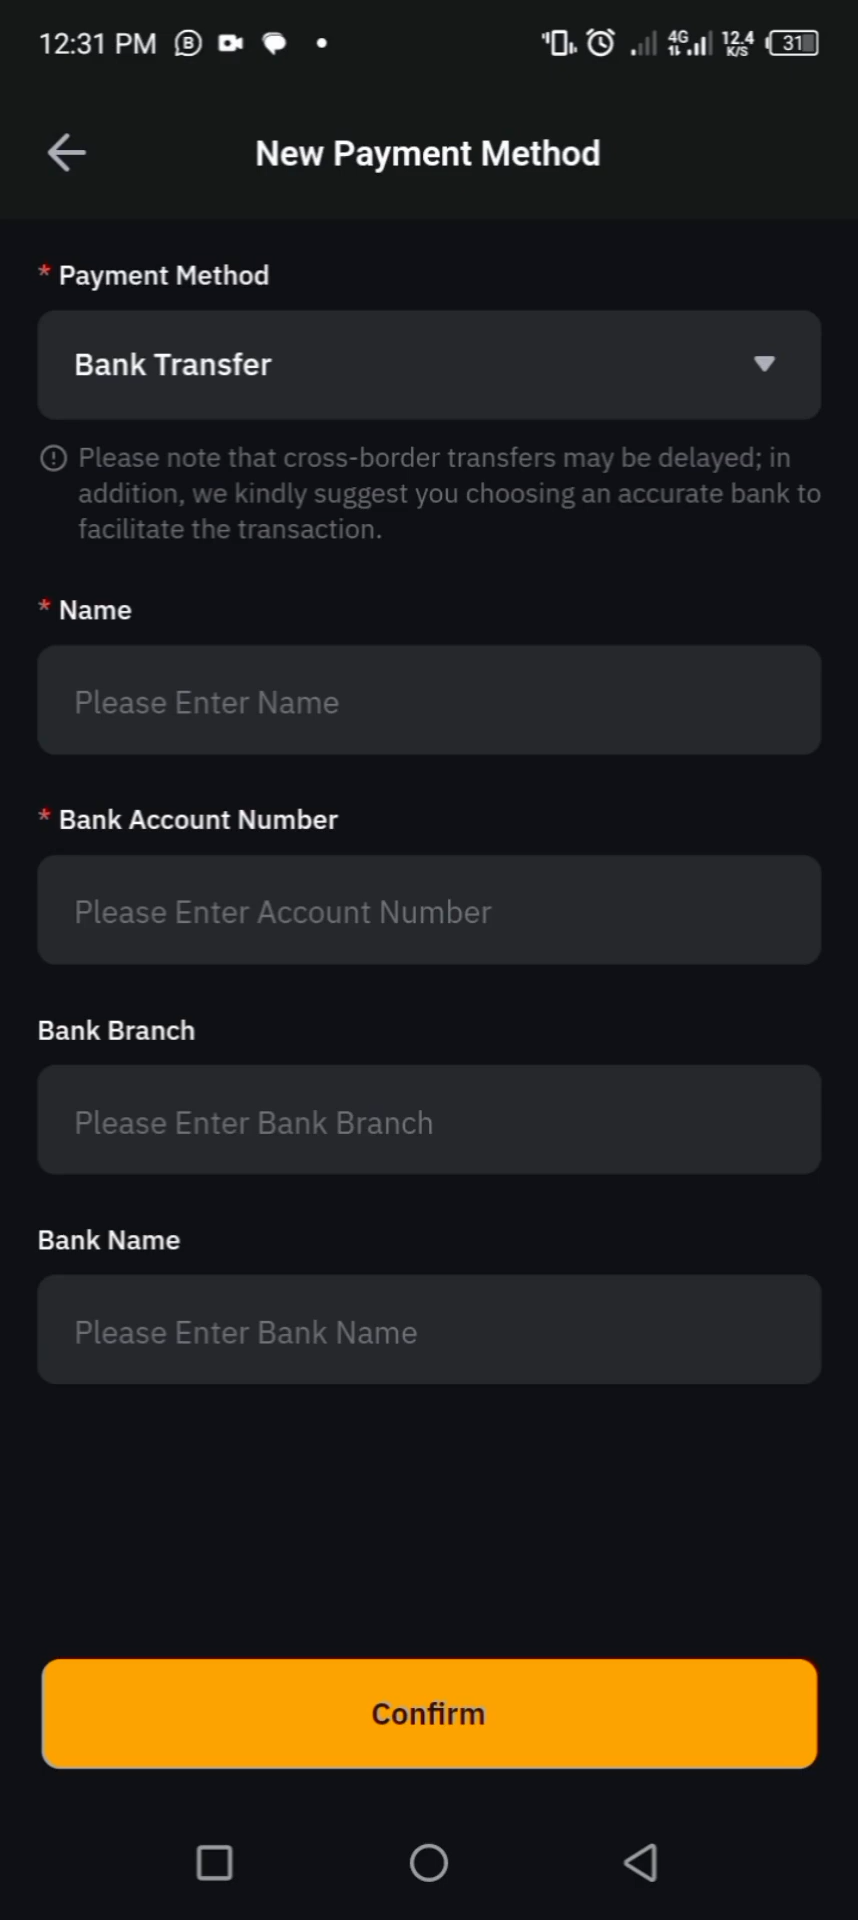 12:31 PM
4G
12.4
K/S
31
New Payment Method
* Payment Method
Bank Transfer
Please note that cross-border transfers may be delayed; in
addition, we kindly suggest you choosing an accurate bank to
facilitate the transaction.
* Name
Please Enter Name
* Bank Account Number
Please Enter Account Number
Bank Branch
Please Enter Bank Branch
Bank Name
Please Enter Bank Name
Confirm